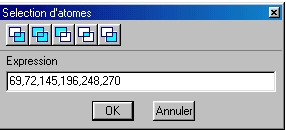 Selection d'atomes
Expression
69,72,145,196,248,270
OK Annuler